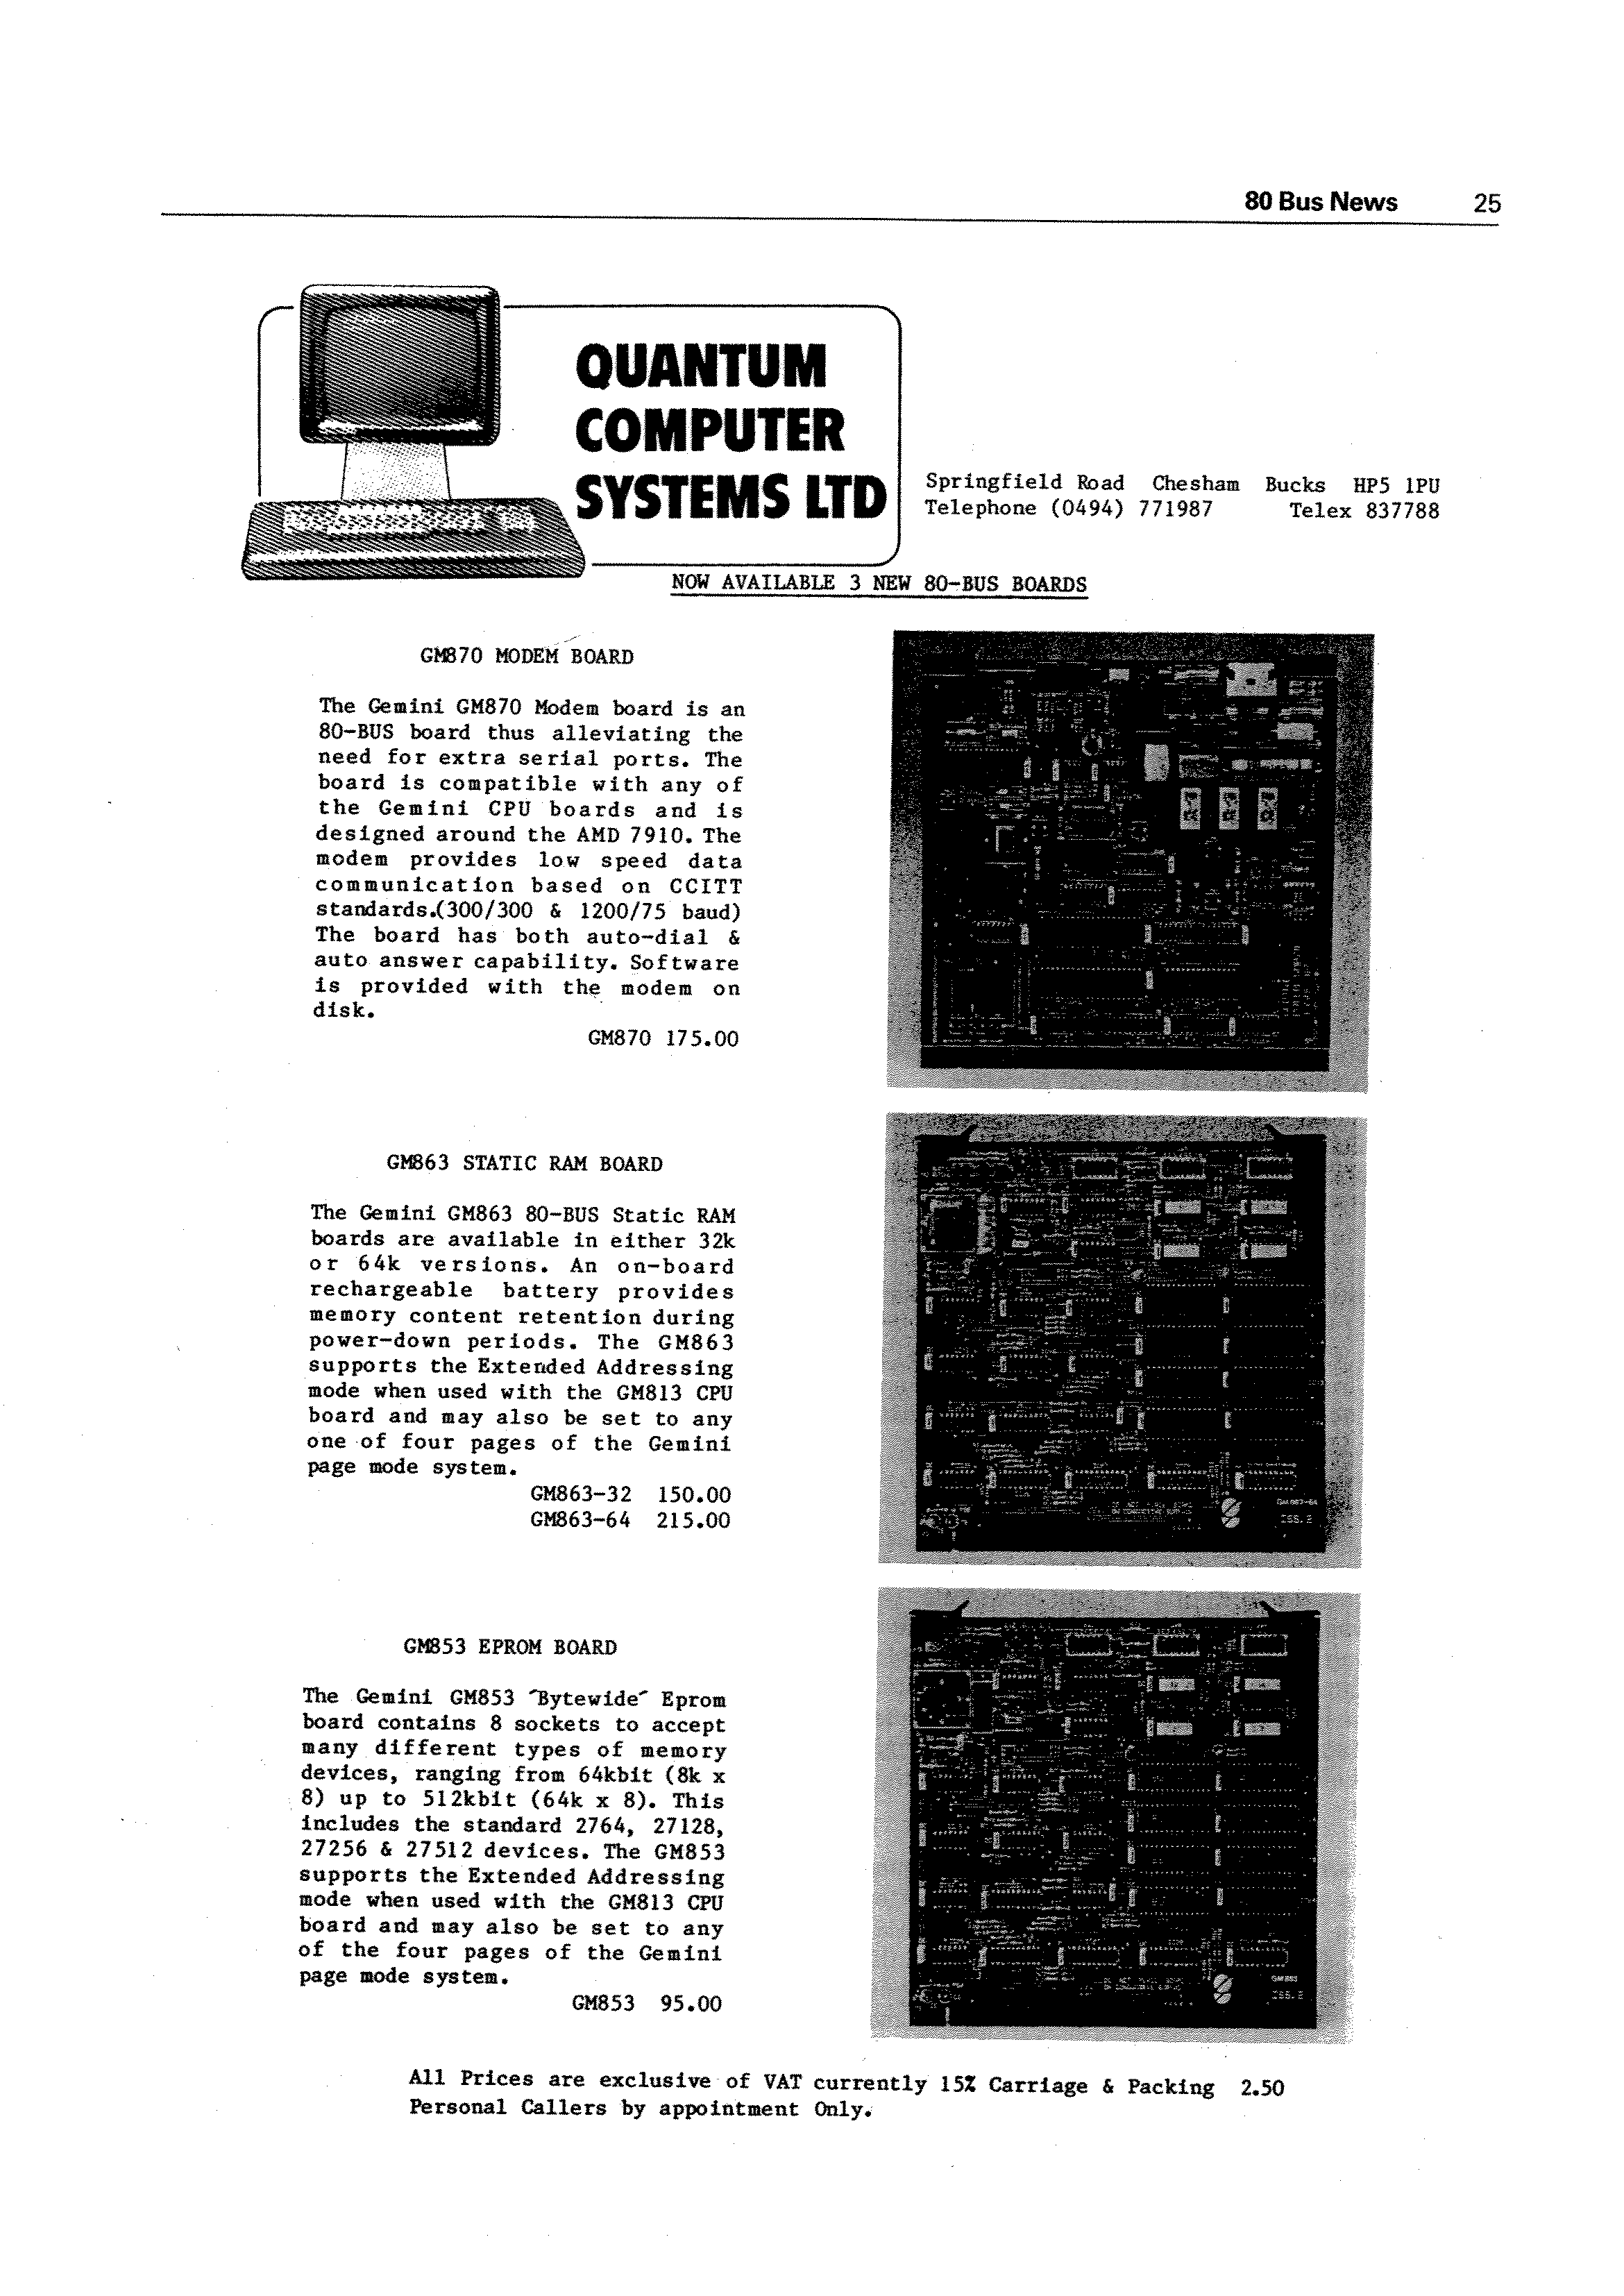 80 Bus News 25
QUANTUM
COMPUTER
SYSTEMS LTD
Springfield Road Chesham Bucks HP5 1PU
Telephone (0494) 771987 Telex 837788
NOW AVAILABLE 3 NEW 80-BUS BOARDS
GM870 MODEM BOARD
The Gemini GM870 Modem board is an
80-BUS board thus alleviating the
need for extra serial ports. The
board is compatible with any of
the Gemini CPU boards and is
designed around the AMD 7910. The
modem provides low speed data
communication based on CCITT
standards.(300/300 & 1200/75 baud)
The board has both auto-dial &
auto answer capability. Software
is provided with the modem on
disk.
GM870 175.00
GM863 STATIC RAM BOARD
The Gemini GM863 80-BUS Static RAM
boards are available in either 32k
or 64k versions. An on-board
rechargeable battery provides
memory content retention during
power-down periods. The GM863
supports the Extended Addressing
mode when used with the GM813 CPU
board and may also be set to any
one of four pages of the Gemini
page mode system.
GM863-32 150.00
GM863-64 215.00
GM863-64
ISS. 2
GM853 EPROM BOARD
The Gemini GM853 ´Bytewide´ Eprom
board contains 8 sockets to accept
many different types of memory
devices, ranging from 64kbit (8k x
8) up to 512kbit (64k x 8). This
includes the standard 2764, 27128,
27256 & 27512 devices. The GM853
supports the Extended Addressing
mode when used with the GM813 CPU
board and may also be set to any
of the four pages of the Gemini
page mode system.
GM853 95.00
GM853
ISS. 2
All Prices are exclusive of VAT currently 15% Carriage & Packing 2.50
Personal Callers by appointment Only.